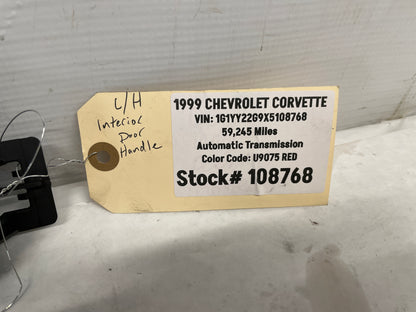 L/H
Interior
Door
Handle
1999 CHEVROLET CORVETTE
VIN: 1G1YY22G9X5108768
59,245 Miles
Automatic Transmission
Color Code: U9075 RED
Stock# 108768